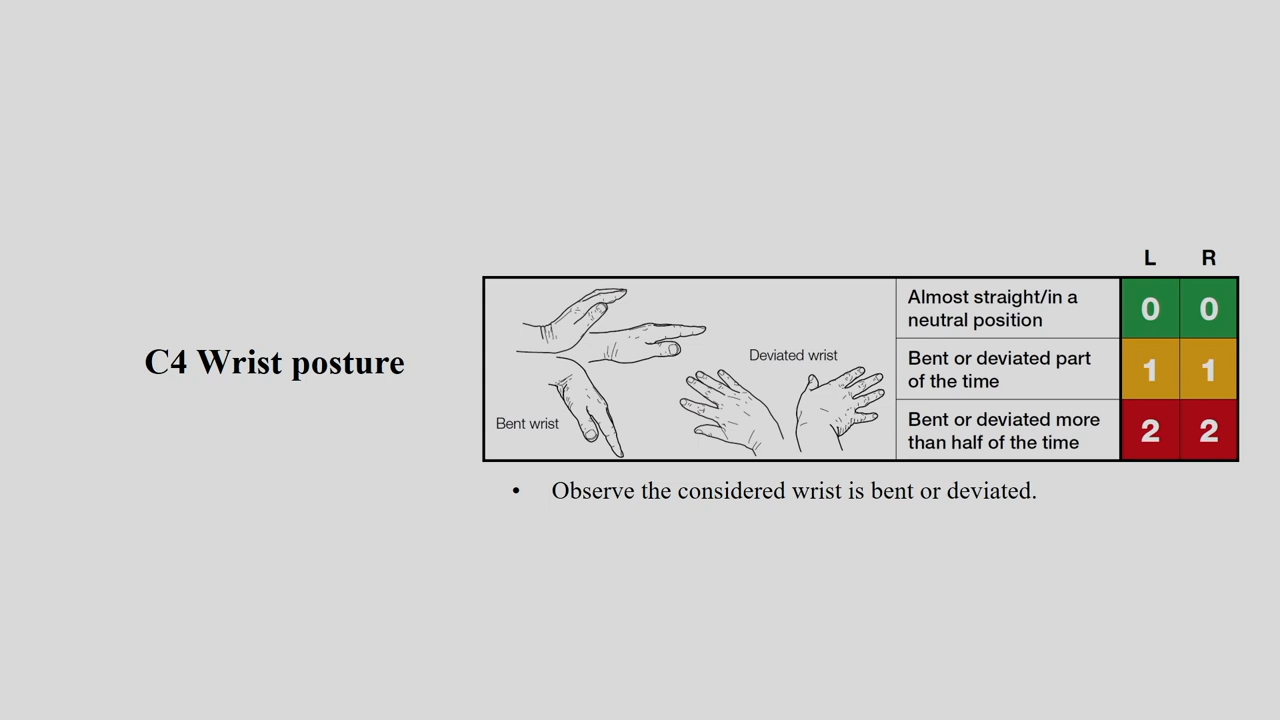 C4 Wrist posture
L R
Almost straight/in a
neutral position
0 0
Deviated wrist
Bent or deviated part
of the time
1 1
Bent wrist
Bent or deviated more
than half of the time
2 2
• Observe the considered wrist is bent or deviated.